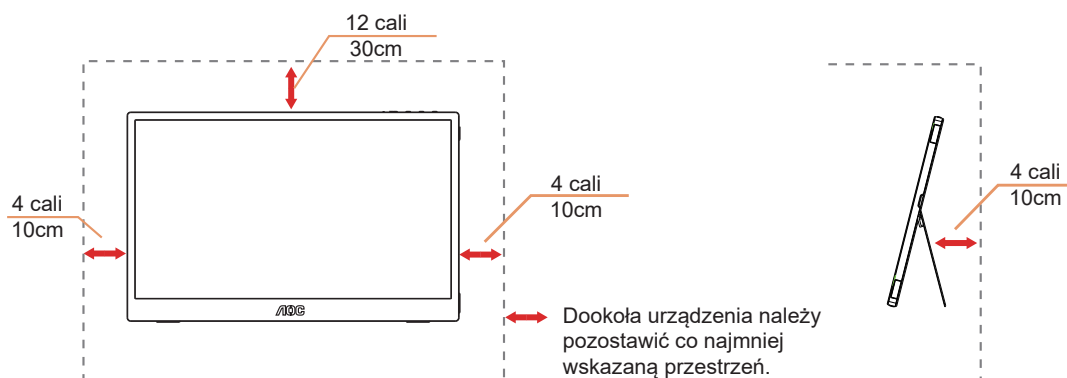 12 cali
30cm
4 cali
10cm
4 cali
10cm
4 cali
10cm
AOC
Dookoła urządzenia należy
pozostawić co najmniej
wskazaną przestrzeń.